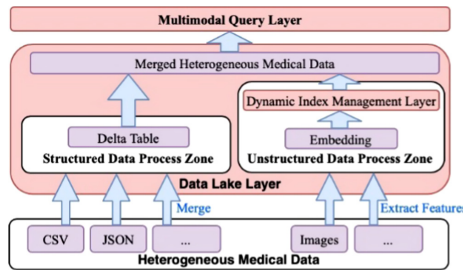 Multimodal Query Layer
Merged Heterogeneous Medical Data
Dynamic Index Management Layer
Delta Table
Embedding
Structured Data Process Zone
Unstructured Data Process Zone
Data Lake Layer
Merge
Extract Feature
CSV
JSON
...
Images
...
Heterogeneous Medical Data